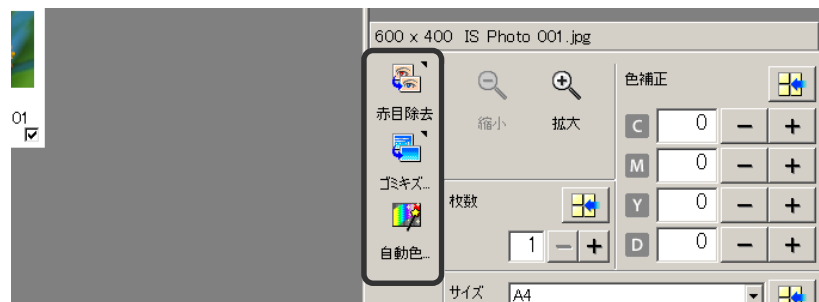 600 x 400 IS Photo 001.jpg
01
赤目除去
ゴミキズ...
自動色...
縮小
拡大
枚数
1
色補正
C 0 − +
M 0 − +
Y 0 − +
D 0 − +
− +
サイズ A4